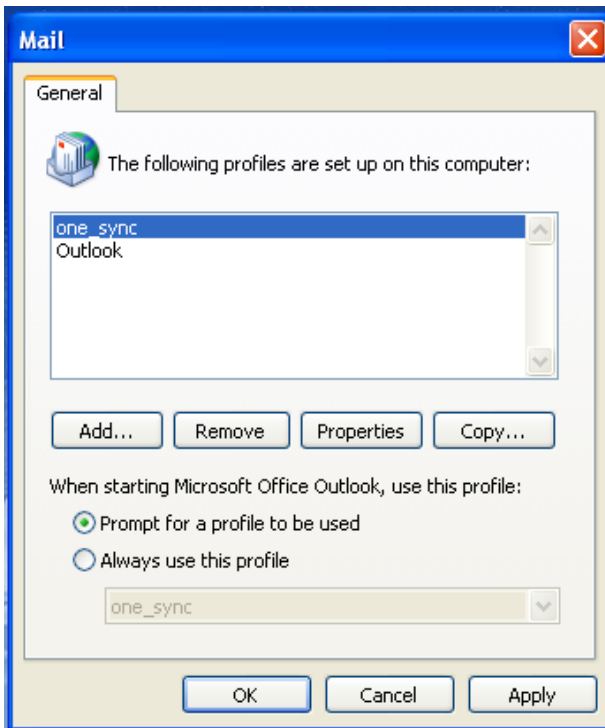 Mail
General
The following profiles are set up on this computer:
one_sync
Outlook
Add... Remove Properties Copy...
When starting Microsoft Office Outlook, use this profile:
Prompt for a profile to be used
Always use this profile
one_sync
OK Cancel Apply